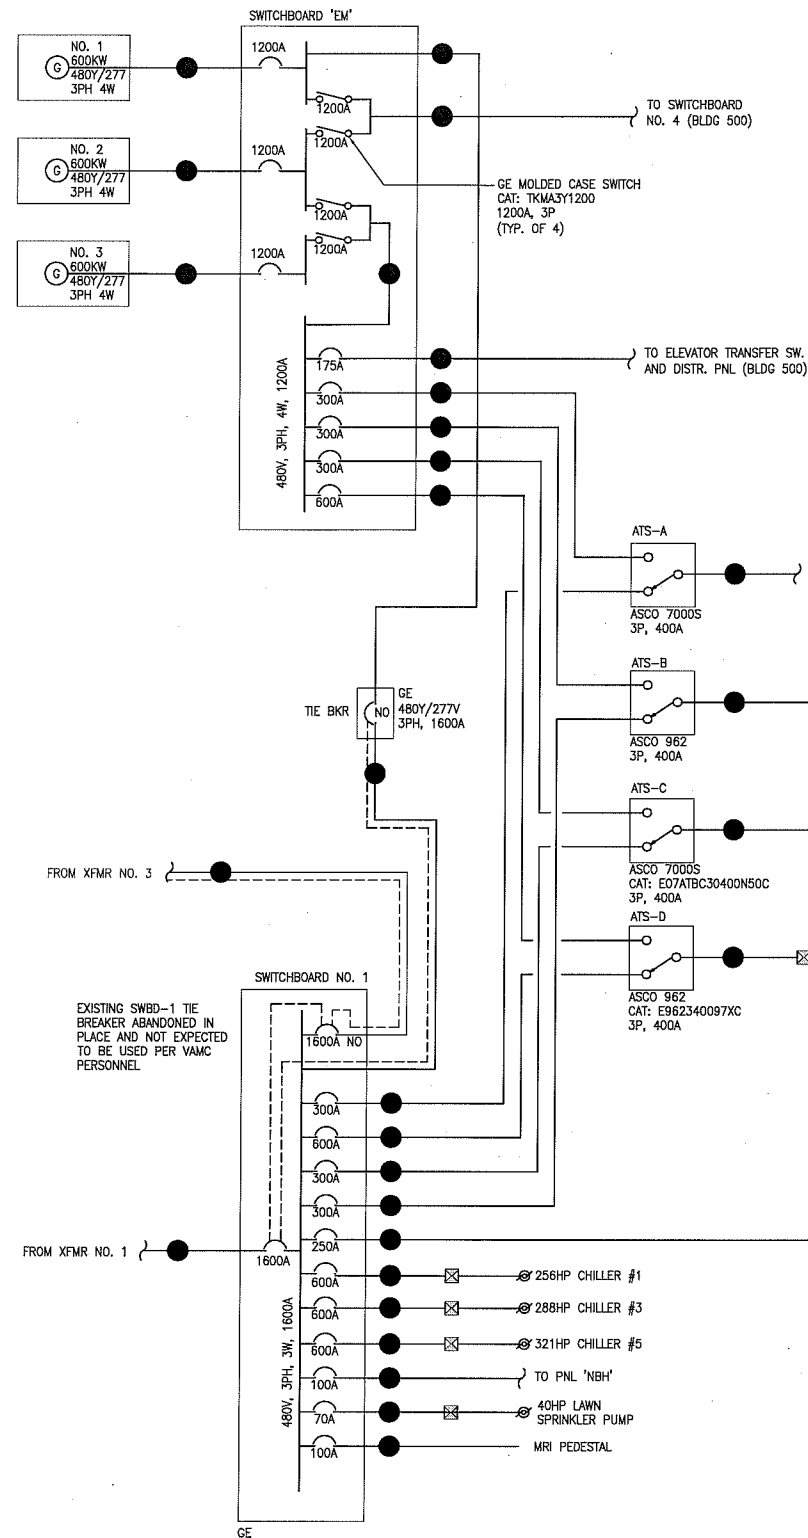 SWITCHBOARD 'EM'
NO. 1
600KW
480Y/277
3PH 4W
G
1200A
1200A
TO SWITCHBOARD
NO. 4 (BLDG 500)
1200A
NO. 2
600KW
480Y/277
3PH 4W
G
1200A
GE MOLDED CASE SWITCH
CAT: TKMA3Y1200
1200A, 3P
(TYP. OF 4)
1200A
1200A
NO. 3
600KW
480Y/277
3PH 4W
G
1200A
480V, 3PH, 4W, 1200A
175A
TO ELEVATOR TRANSFER SW.
AND DISTR. PNL (BLDG 500)
300A
300A
300A
600A
ATS-A
ASCO 7000S
3P, 400A
ATS-B
ASCO 962
3P, 400A
TIE BKR
NO
GE
480Y/277V
3PH, 1600A
ATS-C
ASCO 7000S
CAT: E07ATBC30400N50C
3P, 400A
FROM XFMR NO. 3
ATS-D
ASCO 962
CAT: E962340097XC
3P, 400A
SWITCHBOARD NO. 1
EXISTING SWBD-1 TIE
BREAKER ABANDONED IN
PLACE AND NOT EXPECTED
TO BE USED PER VAMC
PERSONNEL
1600A NO
300A
600A
300A
300A
250A
FROM XFMR NO. 1
1600A
480V, 3PH, 3W, 1600A
600A
256HP CHILLER #1
600A
288HP CHILLER #3
600A
321HP CHILLER #5
100A
TO PNL 'NBH'
70A
40HP LAWN
SPRINKLER PUMP
100A
MRI PEDESTAL
GE